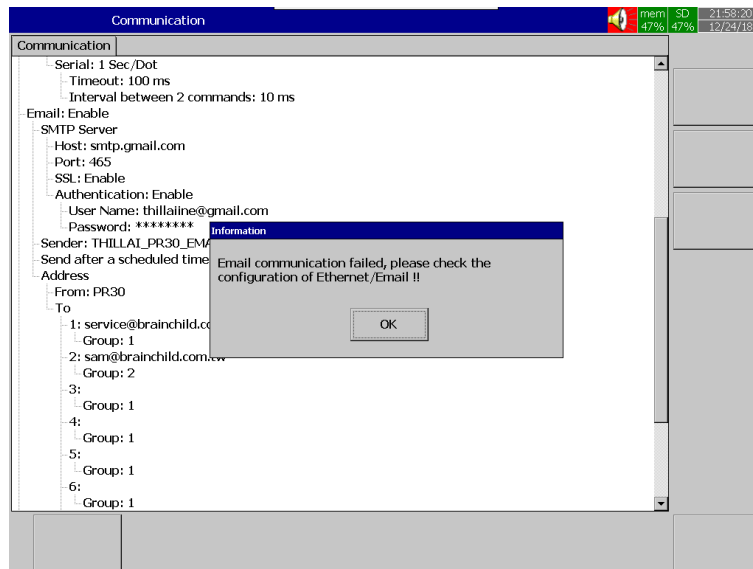 Communication
mem 47%
SD 47%
21:58:20
12/24/18
Communication
Serial: 1 Sec/Dot
Timeout: 100 ms
Interval between 2 commands: 10 ms
Email: Enable
SMTP Server
Host: smtp.gmail.com
Port: 465
SSL: Enable
Authentication: Enable
User Name: thillaiine@gmail.com
Password: ********
Sender: THILLAI_PR30_EMA
Send after a scheduled time
Address
From: PR30
To
1: service@brainchild.co
Group: 1
2: sam@brainchild.com.tw
Group: 2
3:
Group: 1
4:
Group: 1
5:
Group: 1
6:
Group: 1
Information
Email communication failed, please check the
configuration of Ethernet/Email !!
OK